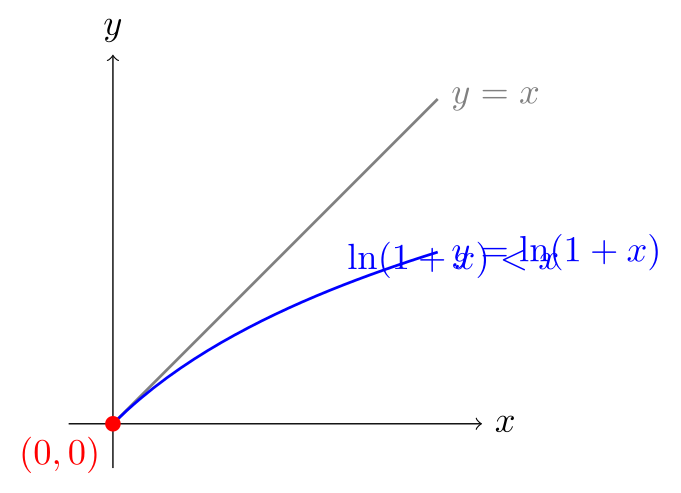 y
y = x
y = ln(1 + x)
ln(1 + x) < x
x
(0, 0)